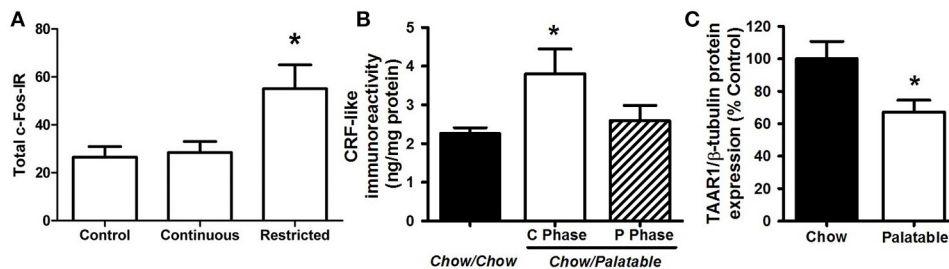 A
Total c-Fos-IR
80
60
40
20
0
*
Control Continuous Restricted
B
CRF-like
immunoreactivity
(ng/mg protein)
5
4
3
2
1
0
*
C Phase P Phase
Chow/Chow Chow/Palatable
C
TAAR1/β-tubulin protein
expression (% Control)
120
100
80
60
40
20
0
*
Chow Palatable